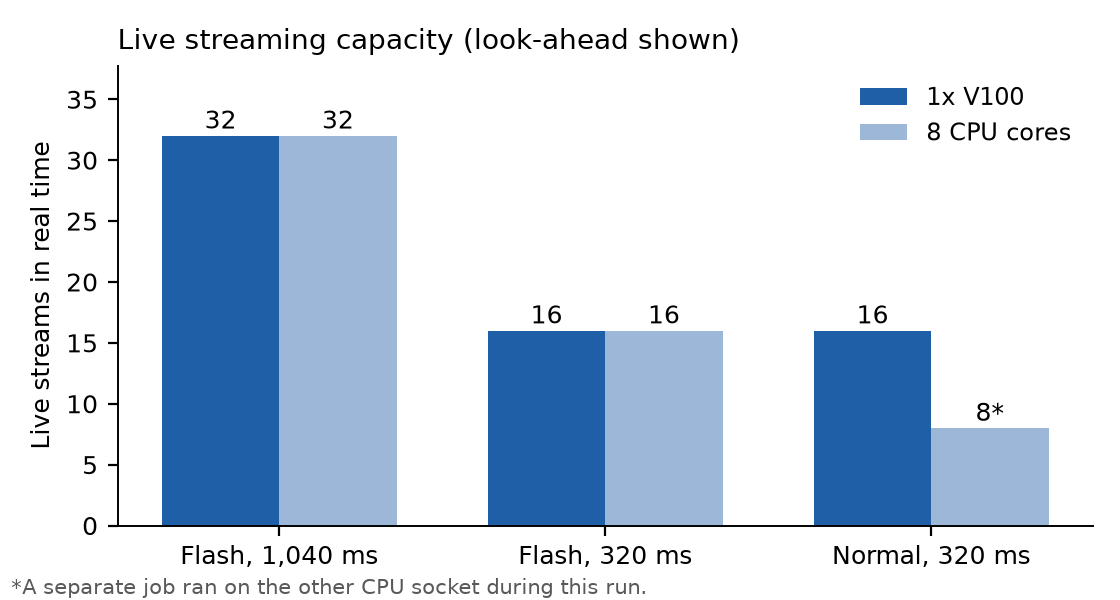 Live streaming capacity (look-ahead shown)
1x V100
8 CPU cores
Live streams in real time
35
30
25
20
15
10
5
0
32
32
16
16
16
8*
Flash, 1,040 ms
Flash, 320 ms
Normal, 320 ms
*A separate job ran on the other CPU socket during this run.